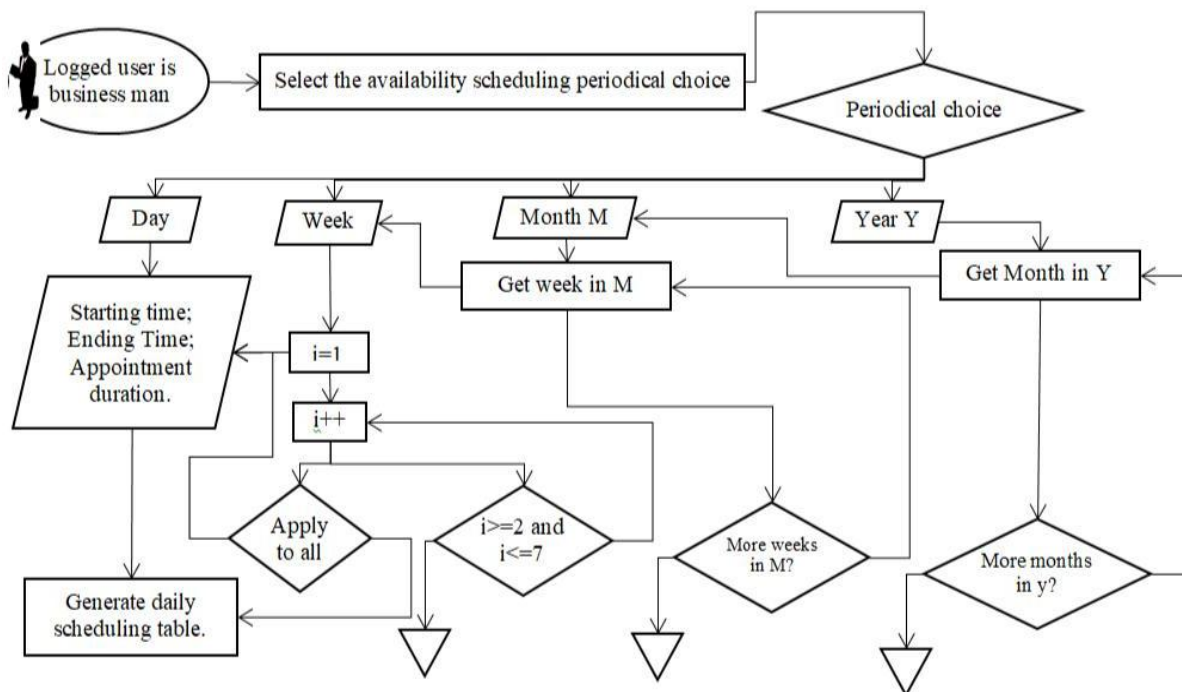 Logged user is
business man
Select the availability scheduling periodical choice
Periodical choice
Day
Week
Month M
Year Y
Get week in M
Get Month in Y
Starting time;
Ending Time;
Appointment
duration.
i=1
i++
Apply
to all
i>=2 and
i<=7
More weeks
in M?
More months
in y?
Generate daily
scheduling table.